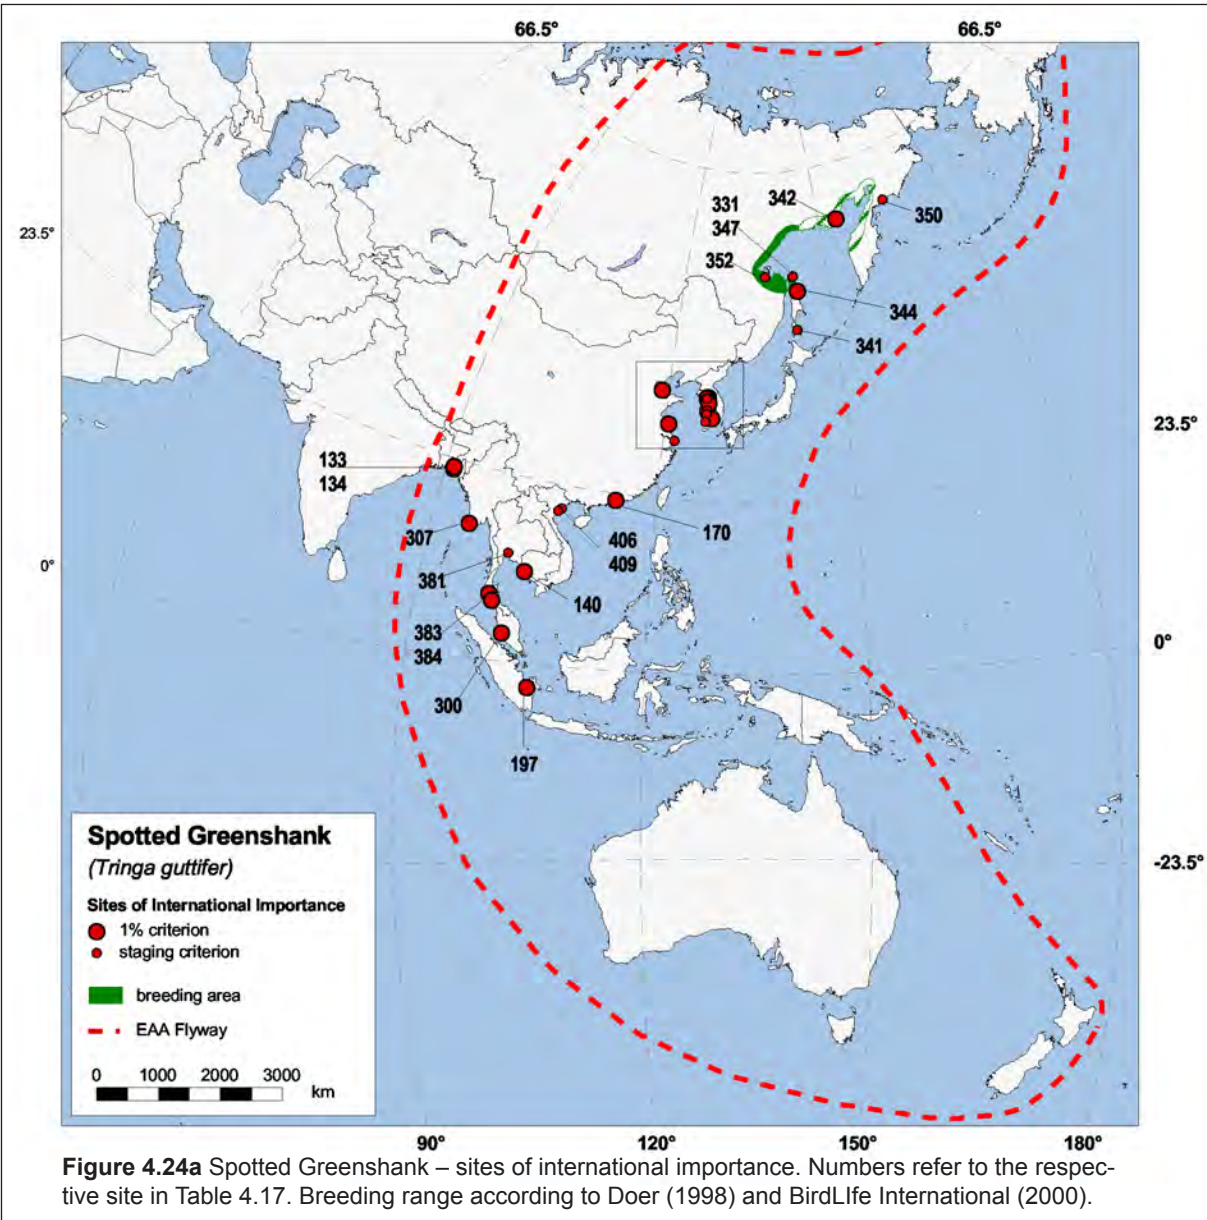 66.5° 66.5°
23.5°
331 342 350
347
352
344
341
23.5°
133
134
307 170
406
409
381
0°
140
383
384
0°
300
197
-23.5°
Spotted Greenshank
(Tringa guttifer)
Sites of International Importance
1% criterion
staging criterion
breeding area
EAA Flyway
0 1000 2000 3000
km
90° 120° 150° 180°
Figure 4.24a Spotted Greenshank – sites of international importance. Numbers refer to the respec-
tive site in Table 4.17. Breeding range according to Doer (1998) and BirdLIfe International (2000).